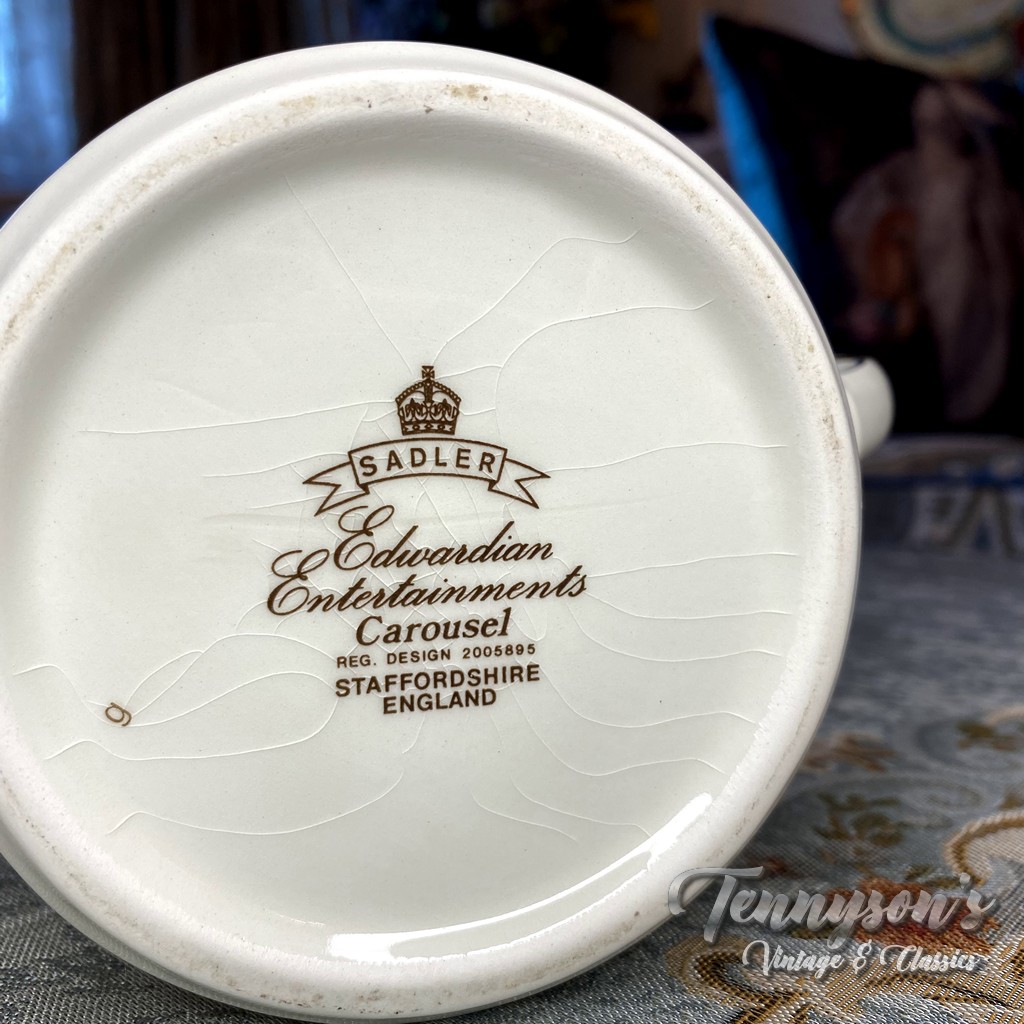 SADLER
Edwardian
Entertainments
Carousel
REG. DESIGN 2005895
STAFFORDSHIRE
ENGLAND
g
Tennyson's
Vintage & Classics